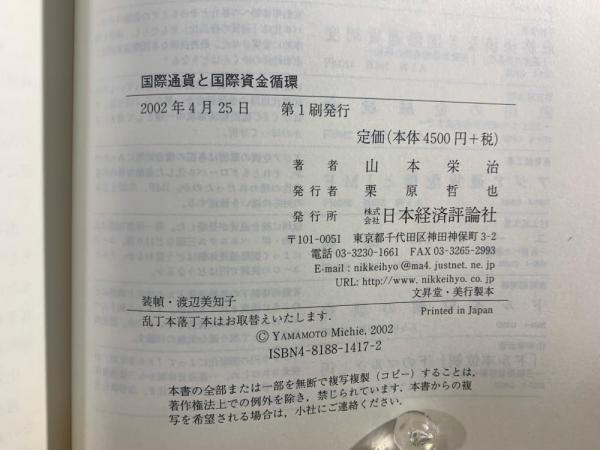 国際通貨と国際資金循環
2002年4月25日 第1刷発行
定価(本体4500円+税)
著者 山本栄治
発行者 栗原哲也
発行所 株式会社日本経済評論社
〒101-0051 東京都千代田区神田神保町3-2
電話 03-3230-1661 FAX 03-3265-2993
E-mail : nikkeihyo@ma4. justnet. ne. jp
URL: http://www. nikkeihyo. co. jp
文昇堂・美行製本
装幀・渡辺美知子
乱丁本落丁本はお取替えいたします.
Printed in Japan
© YAMAMOTO Michie, 2002
ISBN4-8188-1417-2
本書の全部または一部を無断で複写複製(コピー)することは,
著作権法上での例外を除き, 禁じられています. 本書からの複
写を希望される場合は, 小社にご連絡ください.